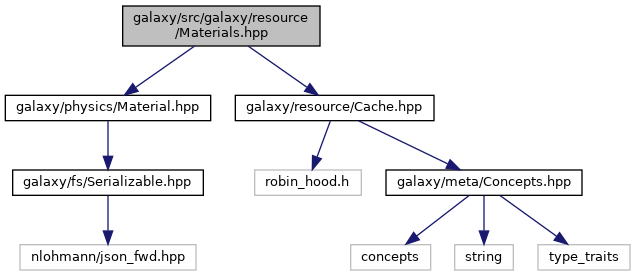 galaxy/src/galaxy/resource
/Materials.hpp
galaxy/physics/Material.hpp
galaxy/resource/Cache.hpp
galaxy/fs/Serializable.hpp
robin_hood.h
galaxy/meta/Concepts.hpp
nlohmann/json_fwd.hpp
concepts
string
type_traits